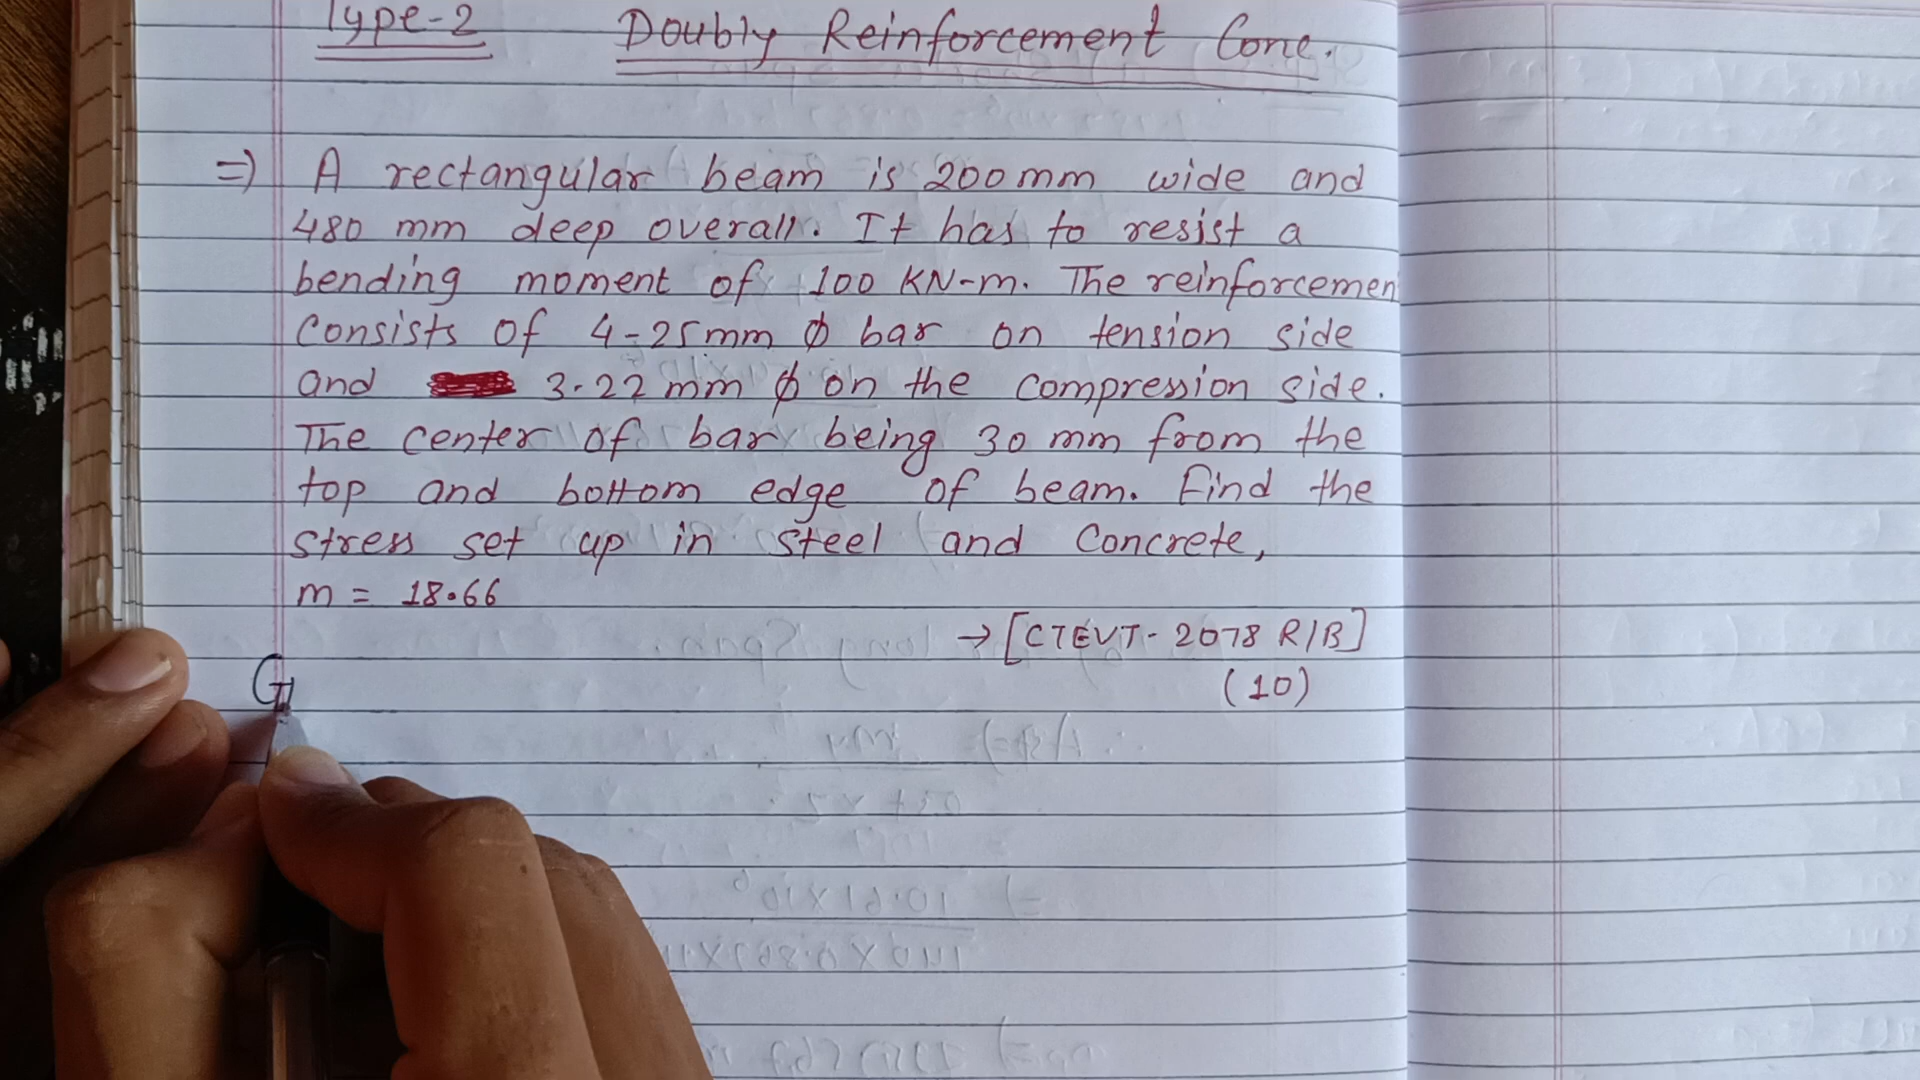 Type-2 Doubly Reinforcement Conc.
=) A rectangular beam is 200mm wide and
480 mm deep overall. It has to resist a
bending moment of 100 KN-m. The reinforcemen
Consists of 4-25mm φ bar on tension side
and 3.22 mm φ on the compression side.
The center of bar being 30 mm from the
top and bottom edge of beam. Find the
stress set up in steel and Concrete,
m = 18.66
→ [CTEVT- 2078 R/B]
(10)